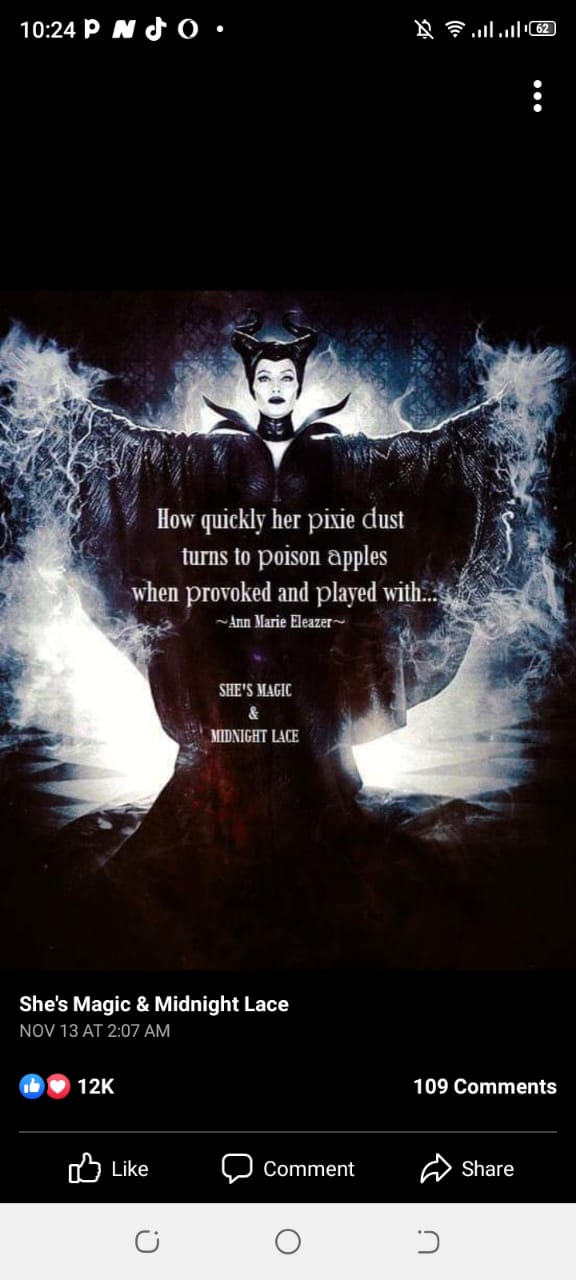 10:24
62
How quickly her pixie dust
turns to poison apples
when provoked and played with...
~Ann Marie Eleazer~
SHE'S MAGIC
&
MIDNIGHT LACE
She's Magic & Midnight Lace
NOV 13 AT 2:07 AM
12K
109 Comments
Like
Comment
Share